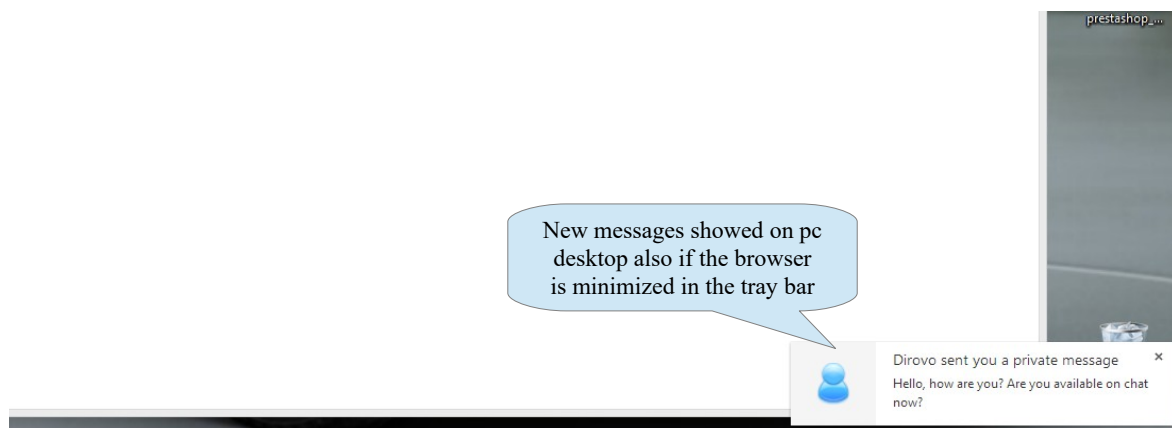 prestashop_...
New messages showed on pc
desktop also if the browser
is minimized in the tray bar
Dirovo sent you a private message
×
Hello, how are you? Are you available on chat
now?